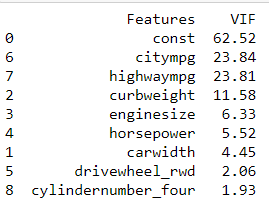 Features VIF
0 const 62.52
6 citympg 23.84
7 highwaympg 23.81
2 curbweight 11.58
3 enginesize 6.33
4 horsepower 5.52
1 carwidth 4.45
5 drivewheel_rwd 2.06
8 cylindernumber_four 1.93